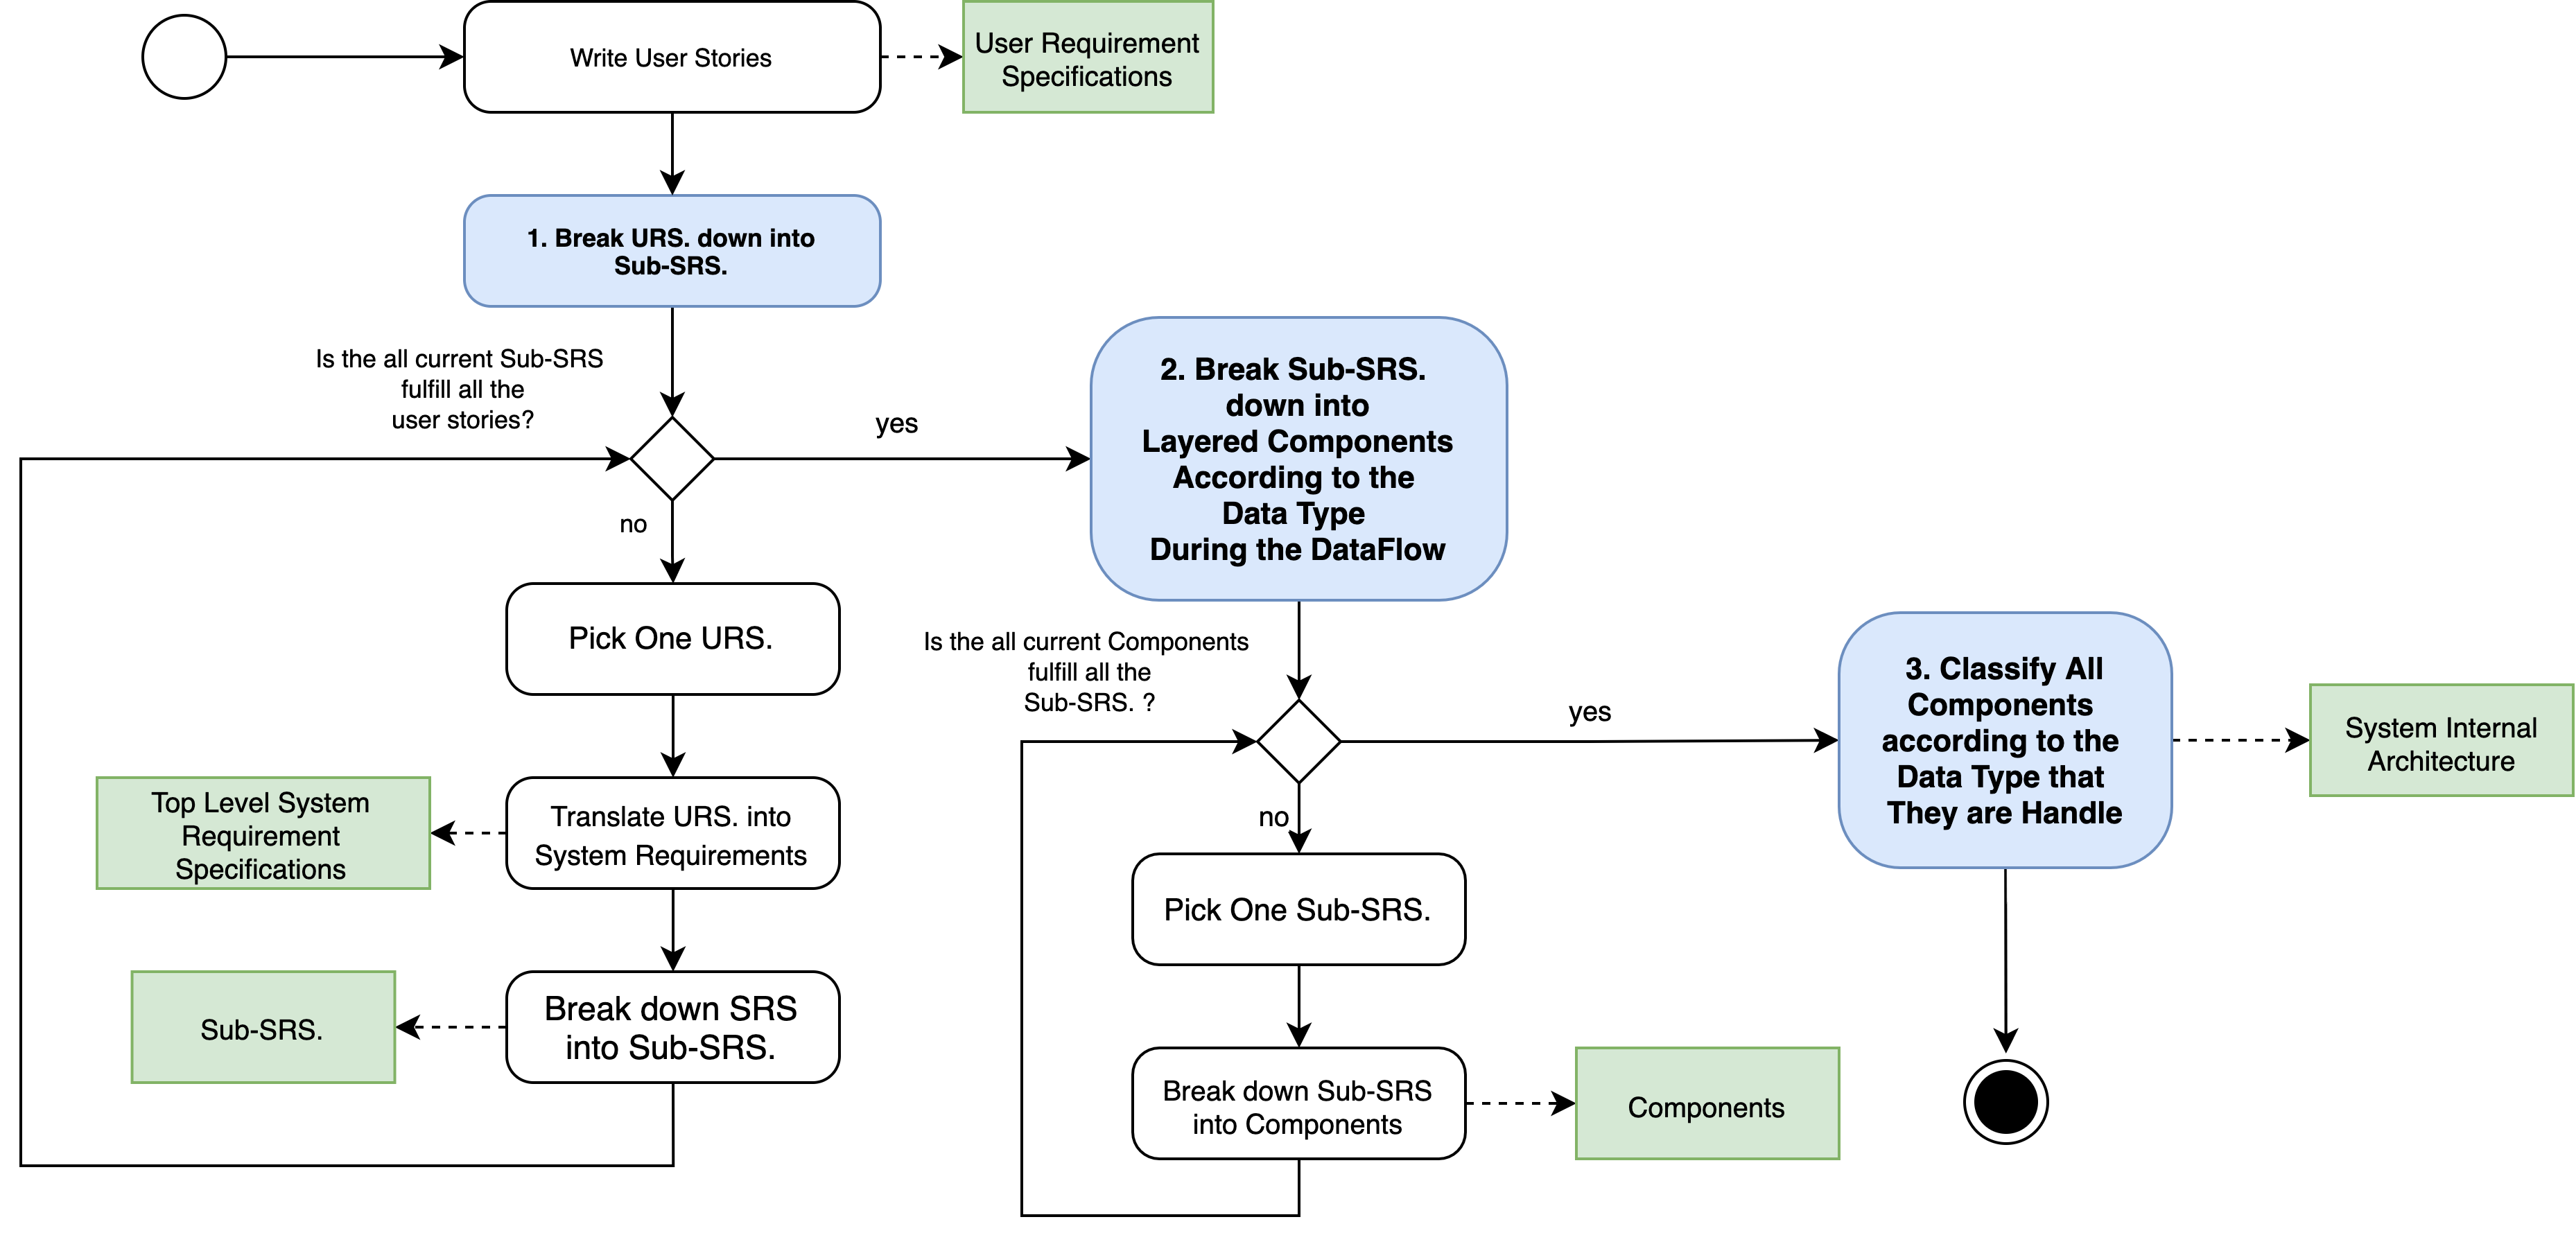 Write User Stories
User Requirement
Specifications
1. Break URS. down into
Sub-SRS.
Is the all current Sub-SRS
fulfill all the
user stories?
yes
no
Pick One URS.
Translate URS. into
System Requirements
Top Level System
Requirement
Specifications
Break down SRS
into Sub-SRS.
Sub-SRS.
2. Break Sub-SRS.
down into
Layered Components
According to the
Data Type
During the DataFlow
Is the all current Components
fulfill all the
Sub-SRS. ?
yes
no
Pick One Sub-SRS.
Break down Sub-SRS
into Components
Components
3. Classify All
Components
according to the
Data Type that
They are Handle
System Internal
Architecture